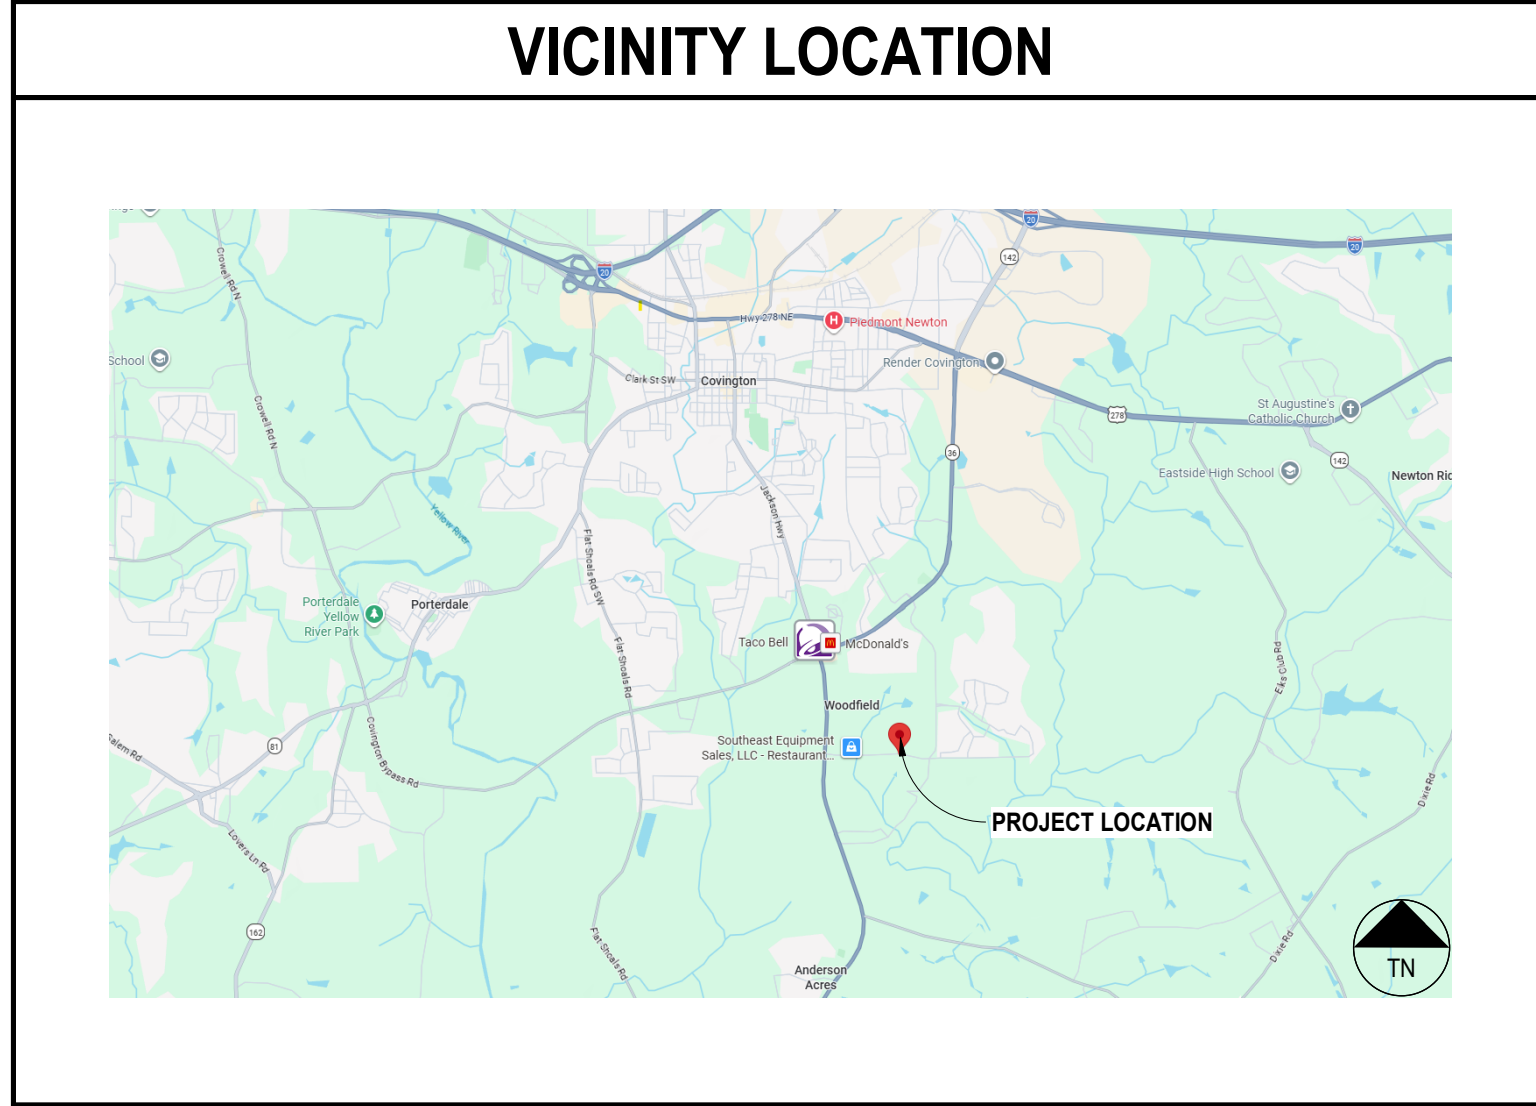 VICINITY LOCATION
20
20
20
142
Crowell Rd N
Hwy 278 NE
H
Piedmont Newton
School
Render Covington
Clark St SW
Covington
Crowell Rd N
278
St Augustine's
Catholic Church
36
142
Eastside High School
Newton Rid
Jackson Hwy
Yellow River
Flat Shoals Rd SW
Porterdale
Yellow
River Park
Porterdale
Taco Bell
McDonald's
Flat Shoals Rd
Elks Club Rd
Woodfield
Southeast Equipment
Sales, LLC - Restaurant...
Salem Rd
81
Covington Bypass Rd
Dixie Rd
PROJECT LOCATION
Lovers Ln Rd
162
Flat Shoals Rd
Dixie Rd
Anderson
Acres
TN